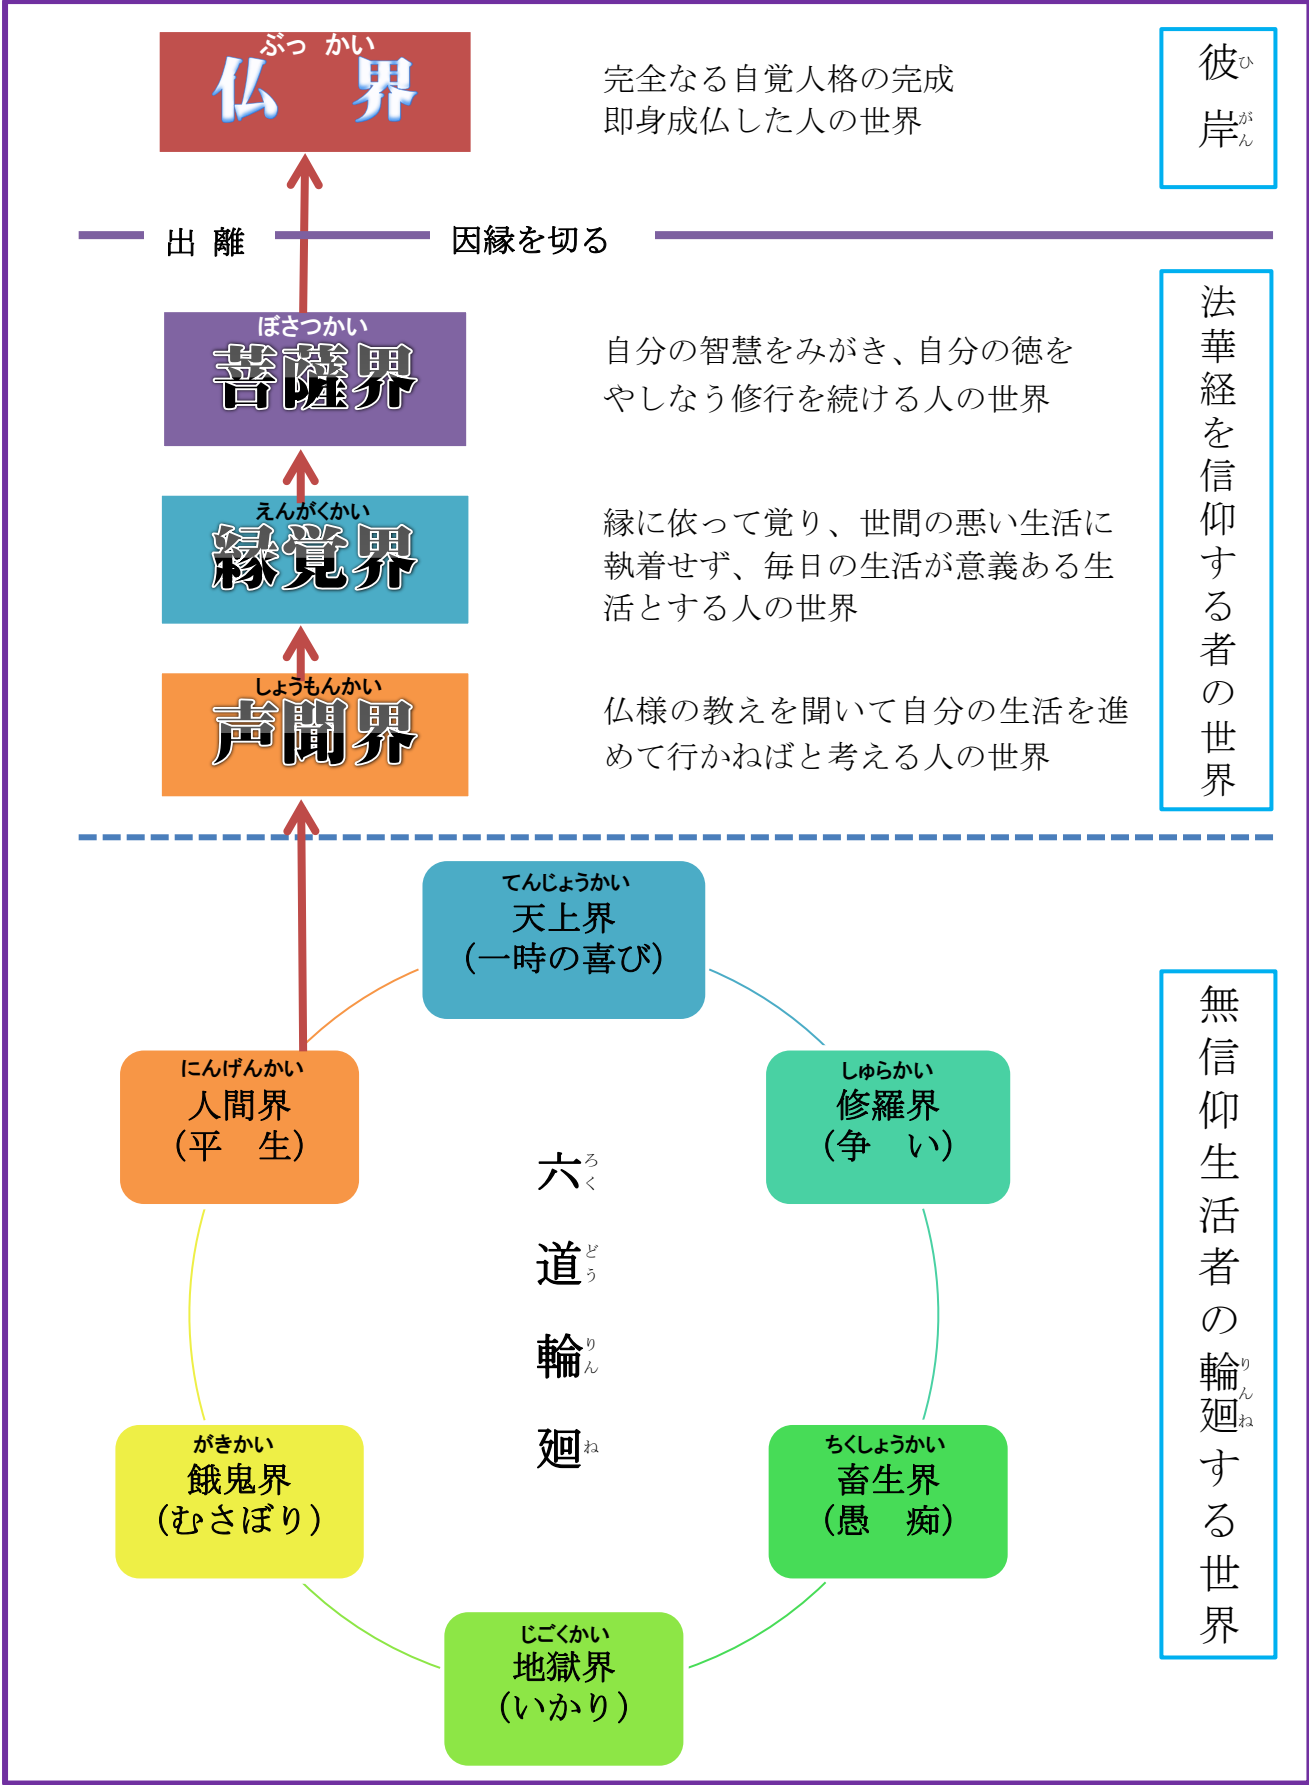 ぶっ かい
仏 界
完全なる自覚人格の完成
即身成仏した人の世界
彼岸
ひがん
出 離
因縁を切る
ぼさつかい
菩薩界
自分の智慧をみがき、自分の徳を
やしなう修行を続ける人の世界
えんがくかい
縁覚界
縁に依って覚り、世間の悪い生活に
執着せず、毎日の生活が意義ある生
活とする人の世界
しょうもんかい
声聞界
仏様の教えを聞いて自分の生活を進
めて行かねばと考える人の世界
法華経を信仰する者の世界
てんじょうかい
天上界
(一時の喜び)
にんげんかい
人間界
(平 生)
しゅらかい
修羅界
(争 い)
六道輪廻
ろくどうりんね
がきかい
餓鬼界
(むさぼり)
ちくしょうかい
畜生界
(愚 痴)
じごくかい
地獄界
(いかり)
無信仰生活者の輪廻する世界
りんね